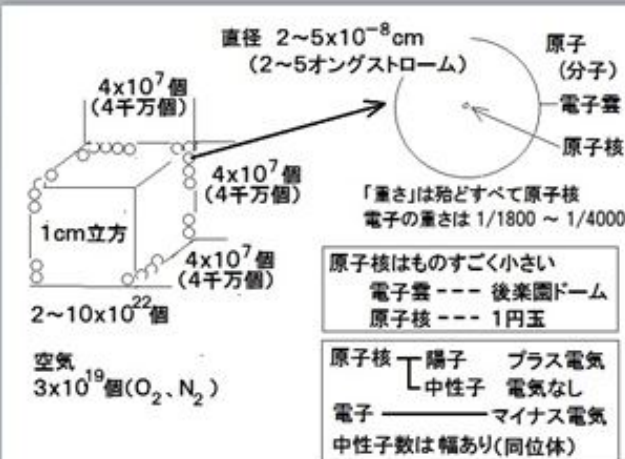 直径 2~5x10⁻⁸cm
(2~5オングストローム)
原子
(分子)
電子雲
原子核
4x10⁷個
(4千万個)
4x10⁷個
(4千万個)
4x10⁷個
(4千万個)
1cm立方
2~10x10²²個
空気
3x10¹⁹個(O₂、N₂)
「重さ」は殆どすべて原子核
電子の重さは 1/1800 ~ 1/4000
原子核はものすごく小さい
電子雲 --- 後楽園ドーム
原子核 --- 1円玉
原子核 陽子 プラス電気
中性子 電気なし
電子 マイナス電気
中性子数は幅あり(同位体)